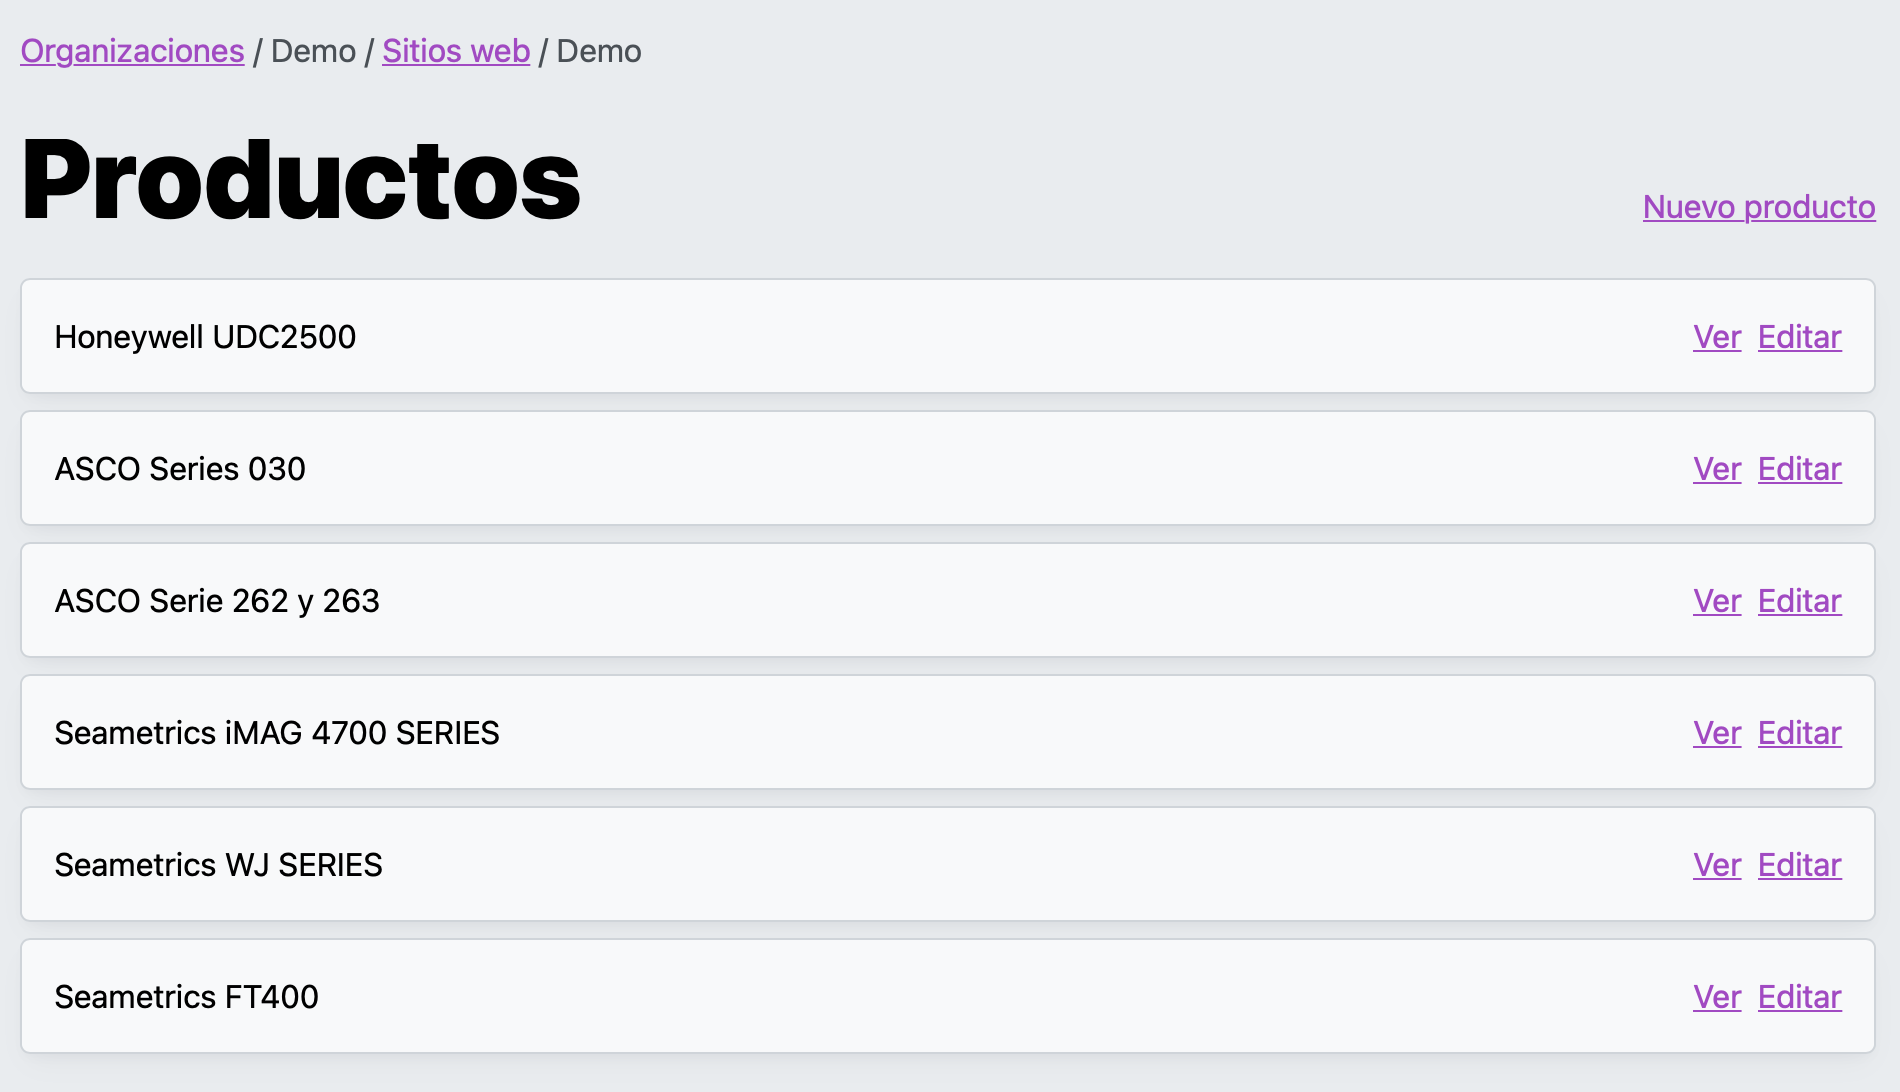 Organizaciones / Demo / Sitios web / Demo
Productos
Nuevo producto
Honeywell UDC2500 Ver Editar
ASCO Series 030 Ver Editar
ASCO Serie 262 y 263 Ver Editar
Seametrics iMAG 4700 SERIES Ver Editar
Seametrics WJ SERIES Ver Editar
Seametrics FT400 Ver Editar